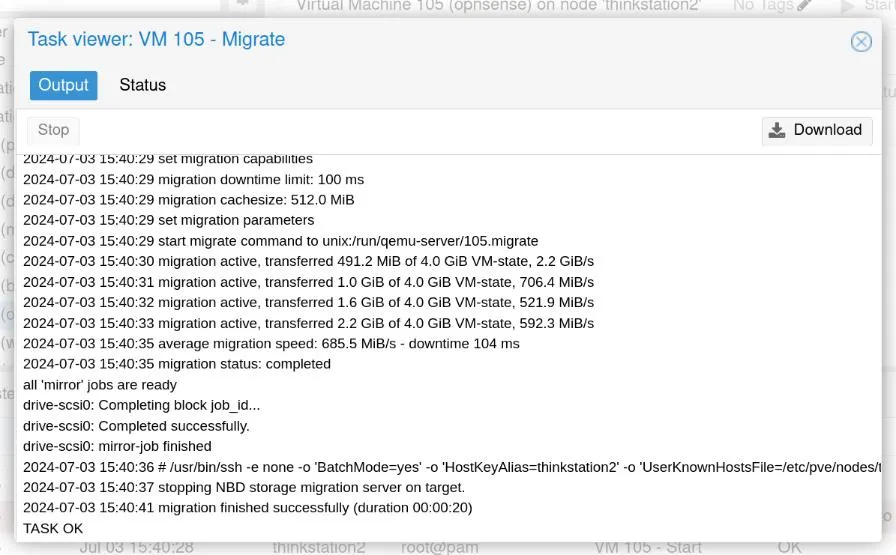 Virtual Machine 105 (opnsense) on node 'thinkstation2' No Tags
Task viewer: VM 105 - Migrate
Output Status
Stop Download
2024-07-03 15:40:29 set migration capabilities
2024-07-03 15:40:29 migration downtime limit: 100 ms
2024-07-03 15:40:29 migration cachesize: 512.0 MiB
2024-07-03 15:40:29 set migration parameters
2024-07-03 15:40:29 start migrate command to unix:/run/qemu-server/105.migrate
2024-07-03 15:40:30 migration active, transferred 491.2 MiB of 4.0 GiB VM-state, 2.2 GiB/s
2024-07-03 15:40:31 migration active, transferred 1.0 GiB of 4.0 GiB VM-state, 706.4 MiB/s
2024-07-03 15:40:32 migration active, transferred 1.6 GiB of 4.0 GiB VM-state, 521.9 MiB/s
2024-07-03 15:40:33 migration active, transferred 2.2 GiB of 4.0 GiB VM-state, 592.3 MiB/s
2024-07-03 15:40:35 average migration speed: 685.5 MiB/s - downtime 104 ms
2024-07-03 15:40:35 migration status: completed
all 'mirror' jobs are ready
drive-scsi0: Completing block job_id...
drive-scsi0: Completed successfully.
drive-scsi0: mirror-job finished
2024-07-03 15:40:36 # /usr/bin/ssh -e none -o 'BatchMode=yes' -o 'HostKeyAlias=thinkstation2' -o 'UserKnownHostsFile=/etc/pve/nodes/t
2024-07-03 15:40:37 stopping NBD storage migration server on target.
2024-07-03 15:40:41 migration finished successfully (duration 00:00:20)
TASK OK
Jul 03 15:40:28 thinkstation2 root@pam VM 105 - Start OK